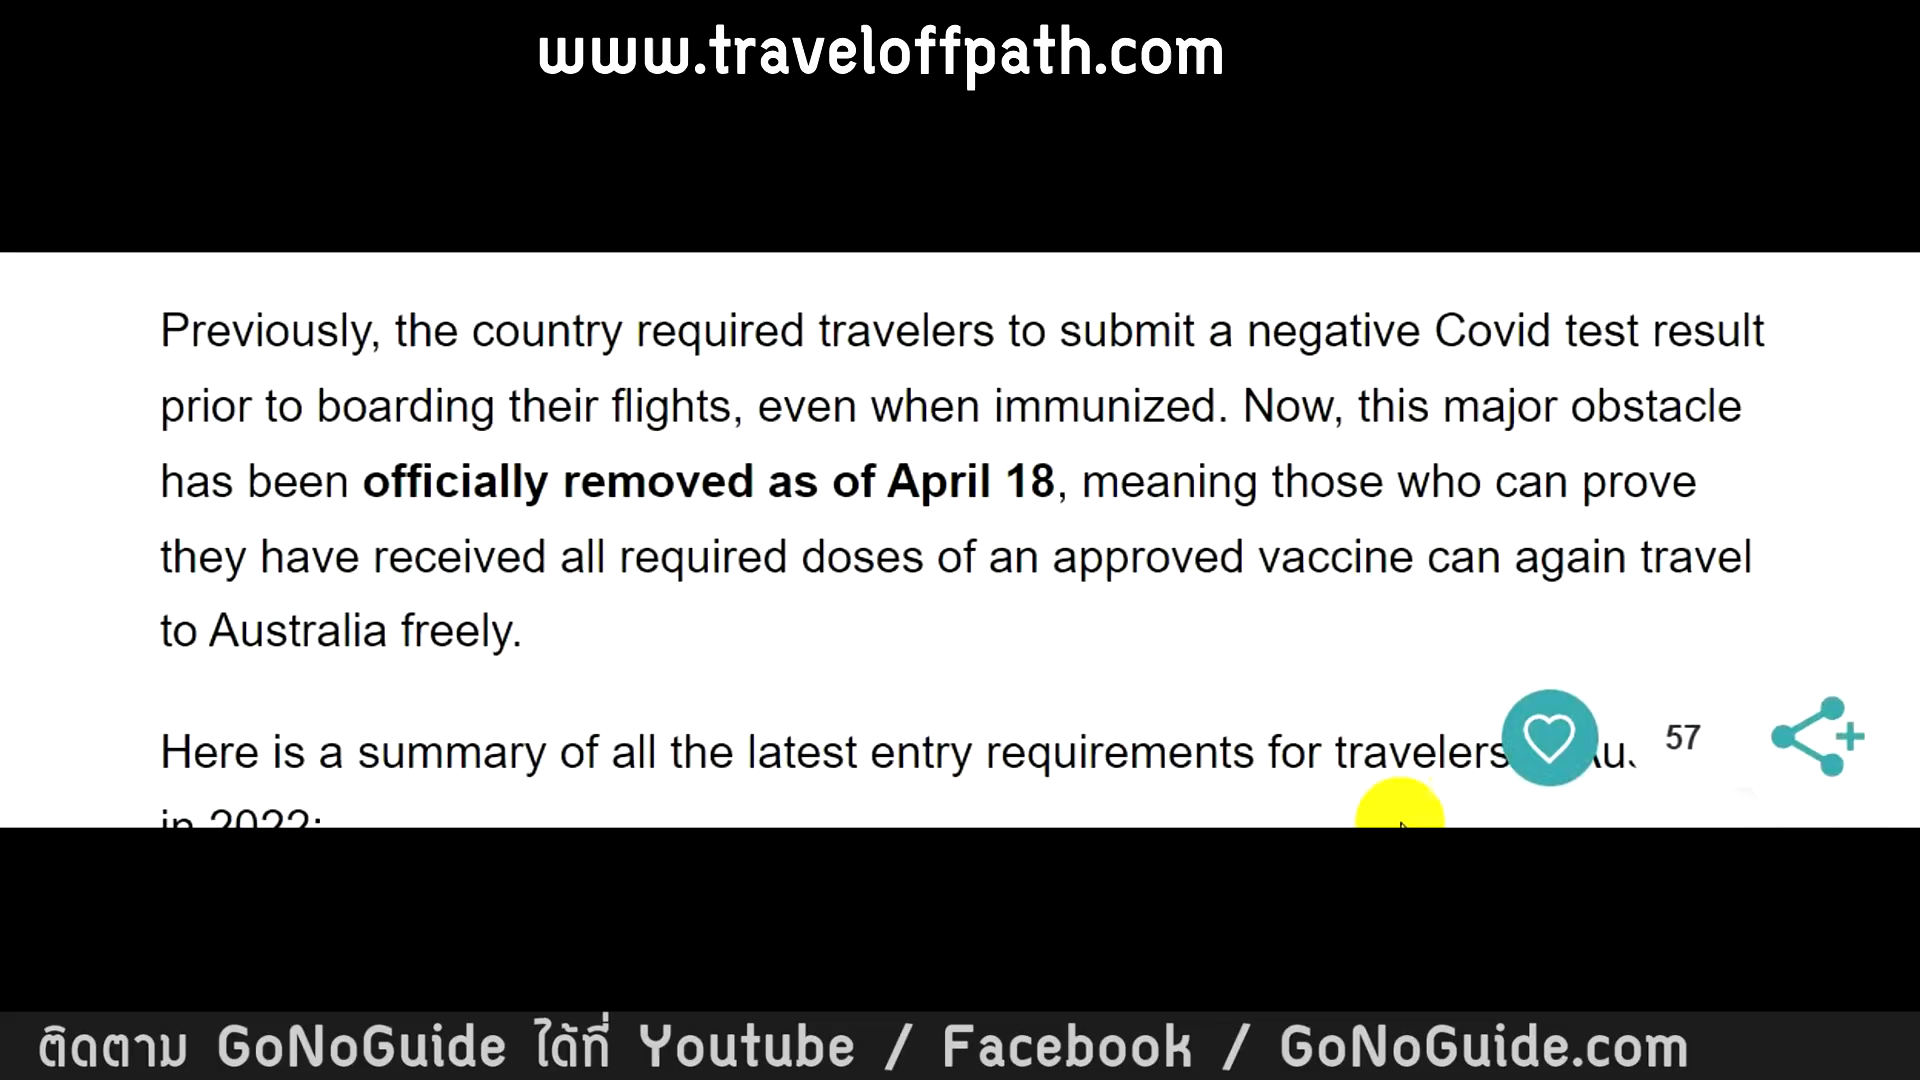 www.traveloffpath.com
Previously, the country required travelers to submit a negative Covid test result
prior to boarding their flights, even when immunized. Now, this major obstacle
has been officially removed as of April 18, meaning those who can prove
they have received all required doses of an approved vaccine can again travel
to Australia freely.
Here is a summary of all the latest entry requirements for travelers
57
in 2022:
ติดตาม GoNoGuide ได้ที่ Youtube / Facebook / GoNoGuide.com